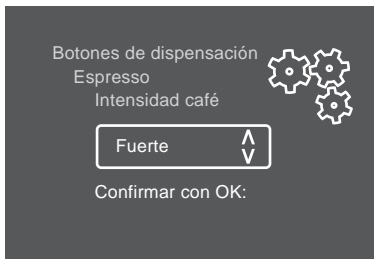 Botones de dispensación
Espresso
Intensidad café
Fuerte
Confirmar con OK: